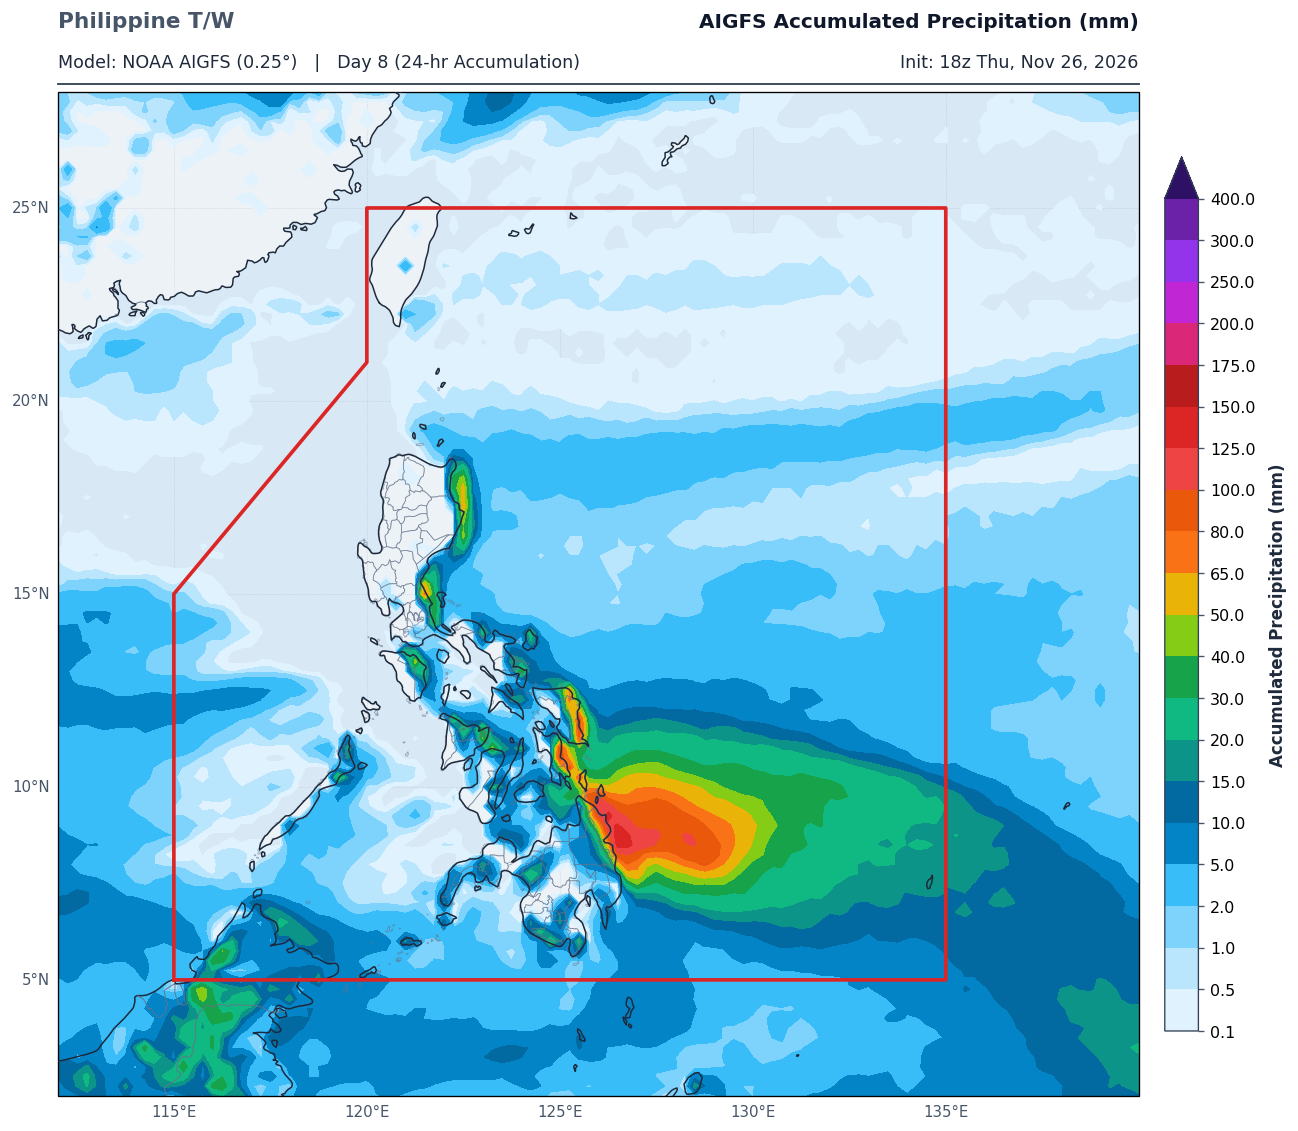 Philippine T/W
AIGFS Accumulated Precipitation (mm)
Model: NOAA AIGFS (0.25°)   |   Day 8 (24-hr Accumulation)
Init: 18z Thu, Nov 26, 2026
25°N
20°N
15°N
10°N
5°N
115°E
120°E
125°E
130°E
135°E
400.0
300.0
250.0
200.0
175.0
150.0
125.0
100.0
80.0
65.0
50.0
40.0
30.0
20.0
15.0
10.0
5.0
2.0
1.0
0.5
0.1
Accumulated Precipitation (mm)